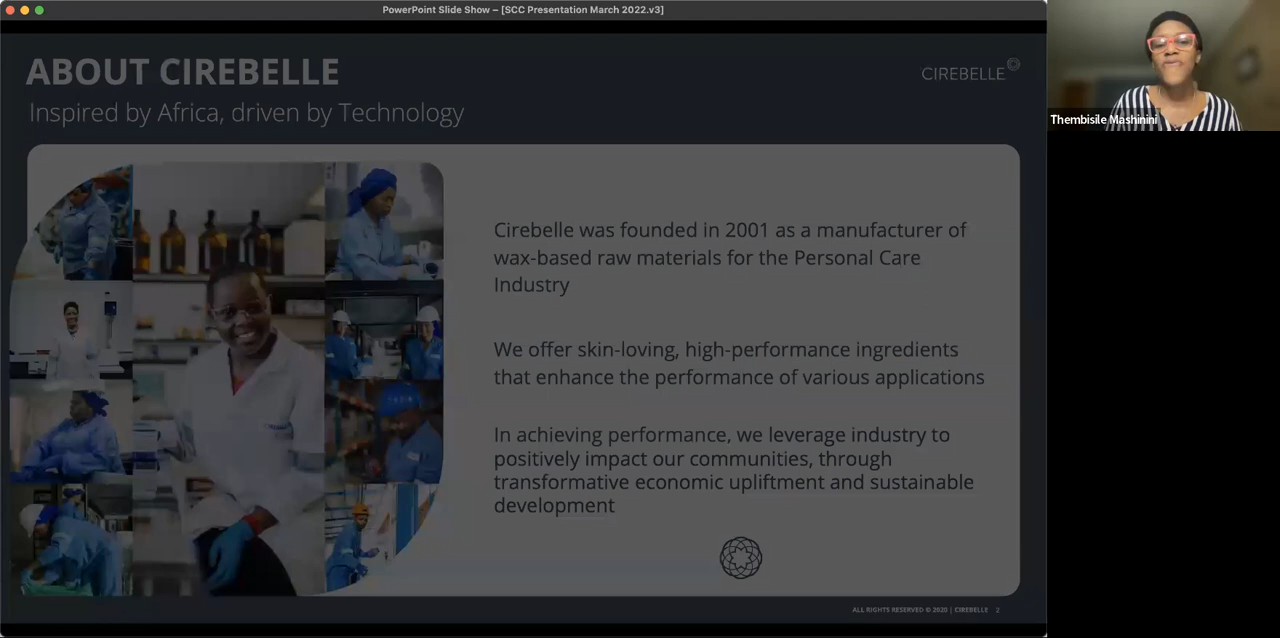 PowerPoint Slide Show – [SCC Presentation March 2022.v3]
ABOUT CIREBELLE
Inspired by Africa, driven by Technology
CIREBELLE
Thembisile Mashinini
Cirebelle was founded in 2001 as a manufacturer of
wax-based raw materials for the Personal Care
Industry
We offer skin-loving, high-performance ingredients
that enhance the performance of various applications
In achieving performance, we leverage industry to
positively impact our communities, through
transformative economic upliftment and sustainable
development
ALL RIGHTS RESERVED © 2020 | CIREBELLE 2